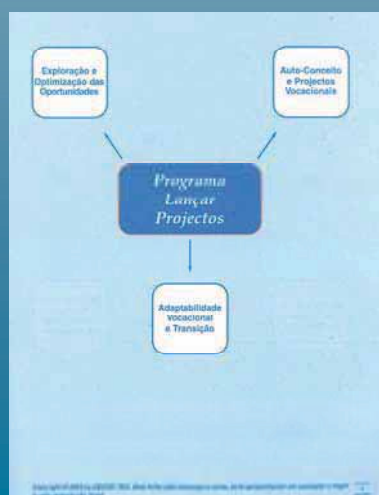 Exploração e
Optimização das
Oportunidades
Auto-Conceito
e Projectos
Vocacionais
Programa
Lançar
Projectos
Adaptabilidade
Vocacional
e Transição